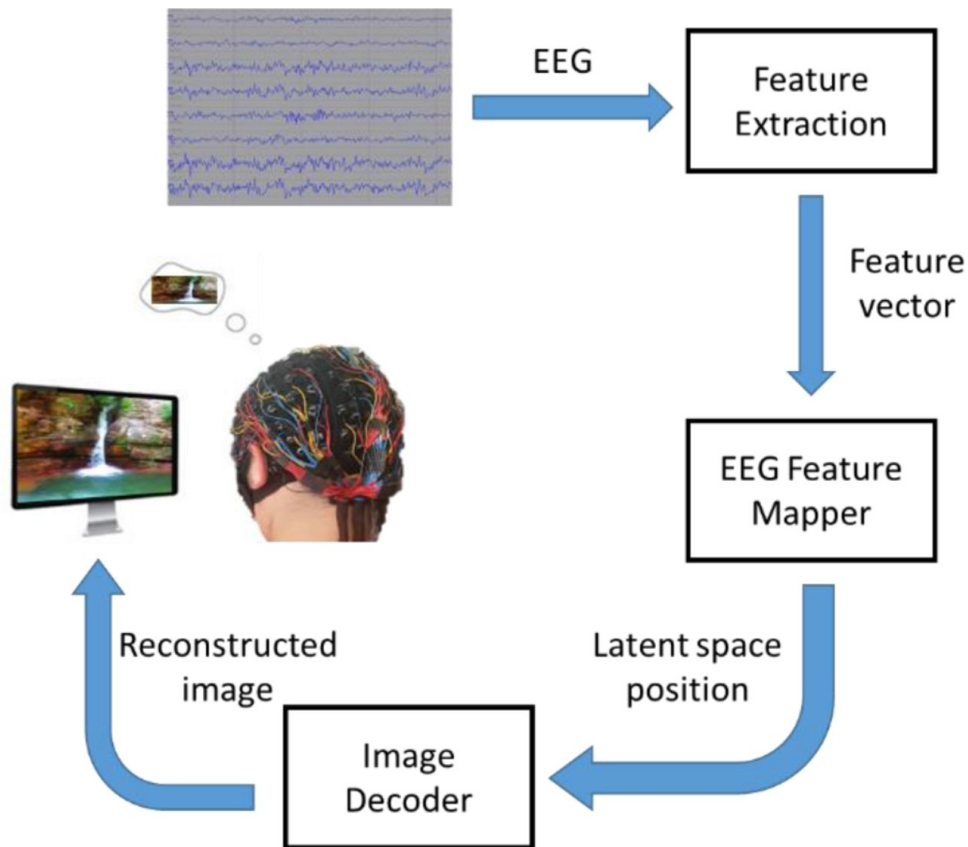 EEG
Feature
Extraction
Feature
vector
EEG Feature
Mapper
Latent space
position
Image
Decoder
Reconstructed
image